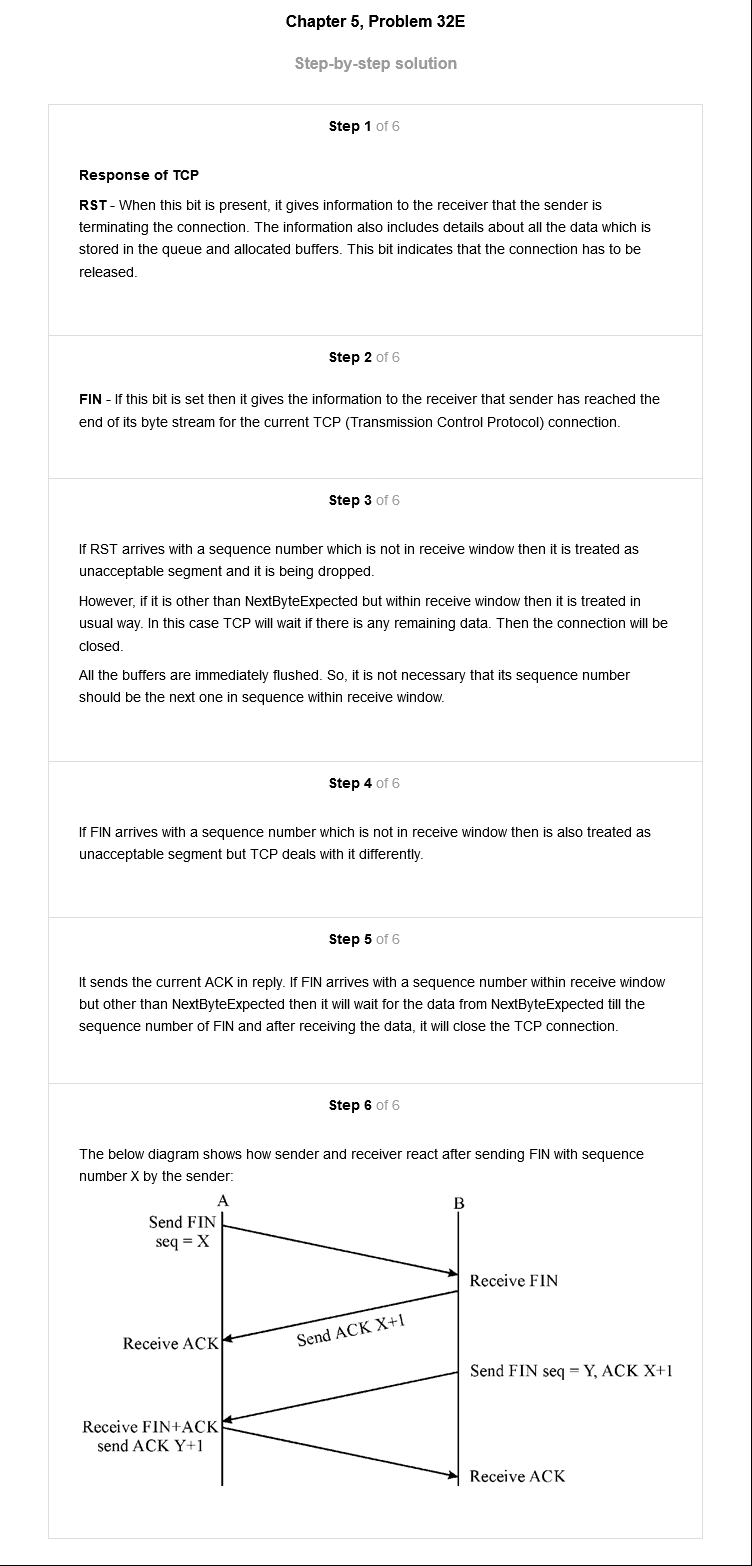 Chapter 5, Problem 32E
Step-by-step solution
Step 1 of 6
Response of TCP
RST - When this bit is present, it gives information to the receiver that the sender is
terminating the connection. The information also includes details about all the data which is
stored in the queue and allocated buffers. This bit indicates that the connection has to be
released.
Step 2 of 6
FIN - If this bit is set then it gives the information to the receiver that sender has reached the
end of its byte stream for the current TCP (Transmission Control Protocol) connection.
Step 3 of 6
If RST arrives with a sequence number which is not in receive window then it is treated as
unacceptable segment and it is being dropped.
However, if it is other than NextByteExpected but within receive window then it is treated in
usual way. In this case TCP will wait if there is any remaining data. Then the connection will be
closed.
All the buffers are immediately flushed. So, it is not necessary that its sequence number
should be the next one in sequence within receive window.
Step 4 of 6
If FIN arrives with a sequence number which is not in receive window then is also treated as
unacceptable segment but TCP deals with it differently.
Step 5 of 6
It sends the current ACK in reply. If FIN arrives with a sequence number within receive window
but other than NextByteExpected then it will wait for the data from NextByteExpected till the
sequence number of FIN and after receiving the data, it will close the TCP connection.
Step 6 of 6
The below diagram shows how sender and receiver react after sending FIN with sequence
number X by the sender:
A
B
Send FIN
seq = X
Receive FIN
Send ACK X+1
Receive ACK
Send FIN seq = Y, ACK X+1
Receive FIN+ACK
send ACK Y+1
Receive ACK